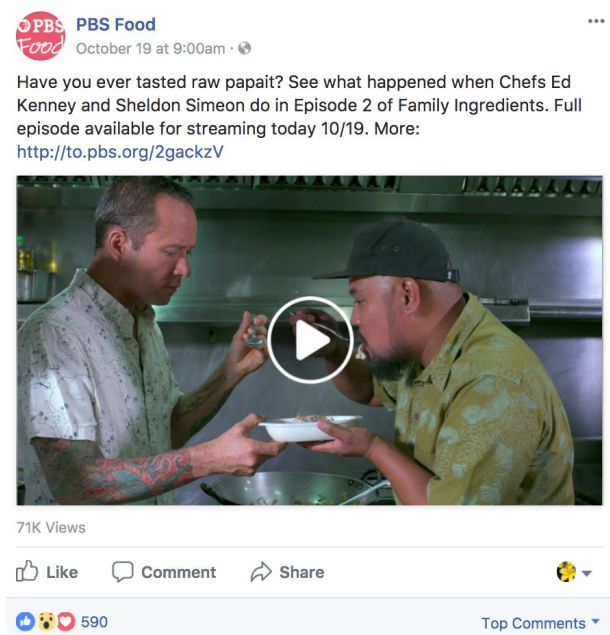 PBS
Food
PBS Food
October 19 at 9:00am ·
Have you ever tasted raw papait? See what happened when Chefs Ed
Kenney and Sheldon Simeon do in Episode 2 of Family Ingredients. Full
episode available for streaming today 10/19. More:
http://to.pbs.org/2gackzV
71K Views
Like Comment Share
590 Top Comments